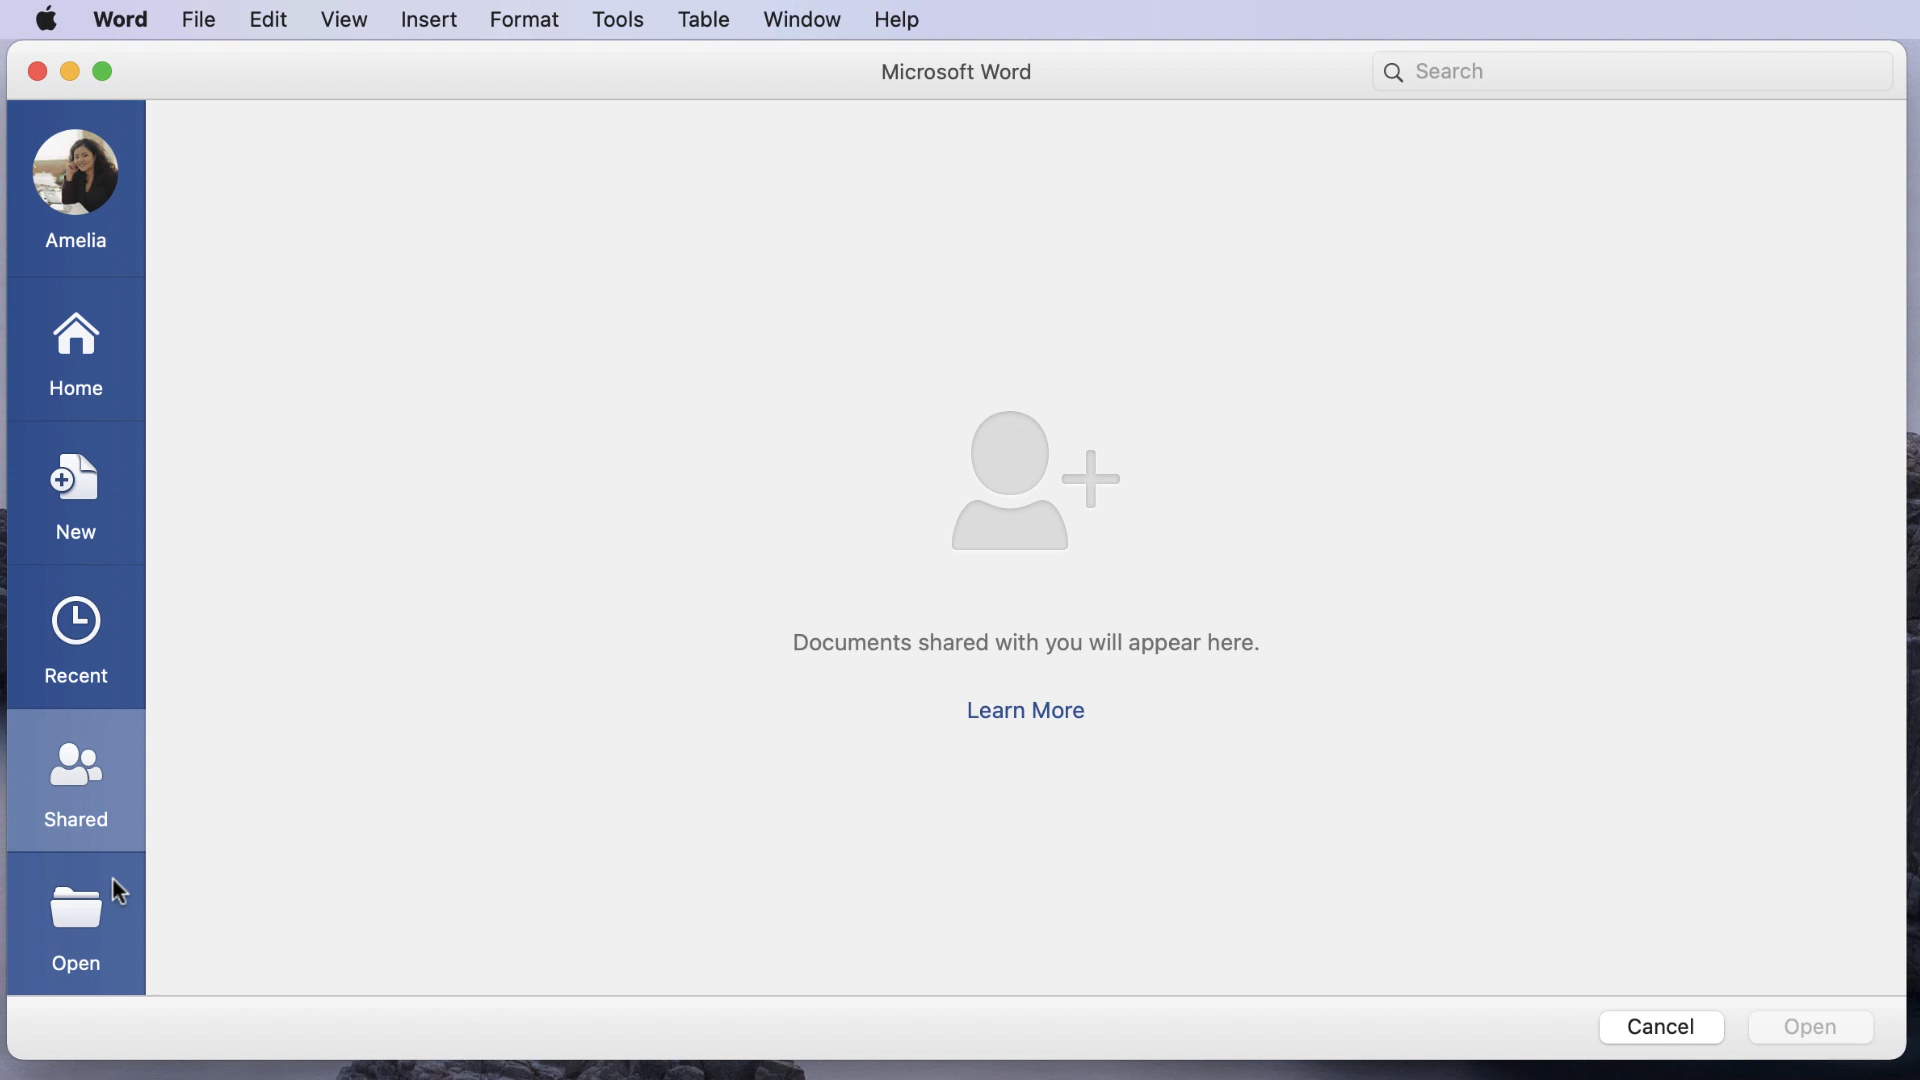 Word File Edit View Insert Format Tools Table Window Help
Microsoft Word
Search
Amelia
Home
New
Recent
Shared
Open
Documents shared with you will appear here.
Learn More
Cancel Open